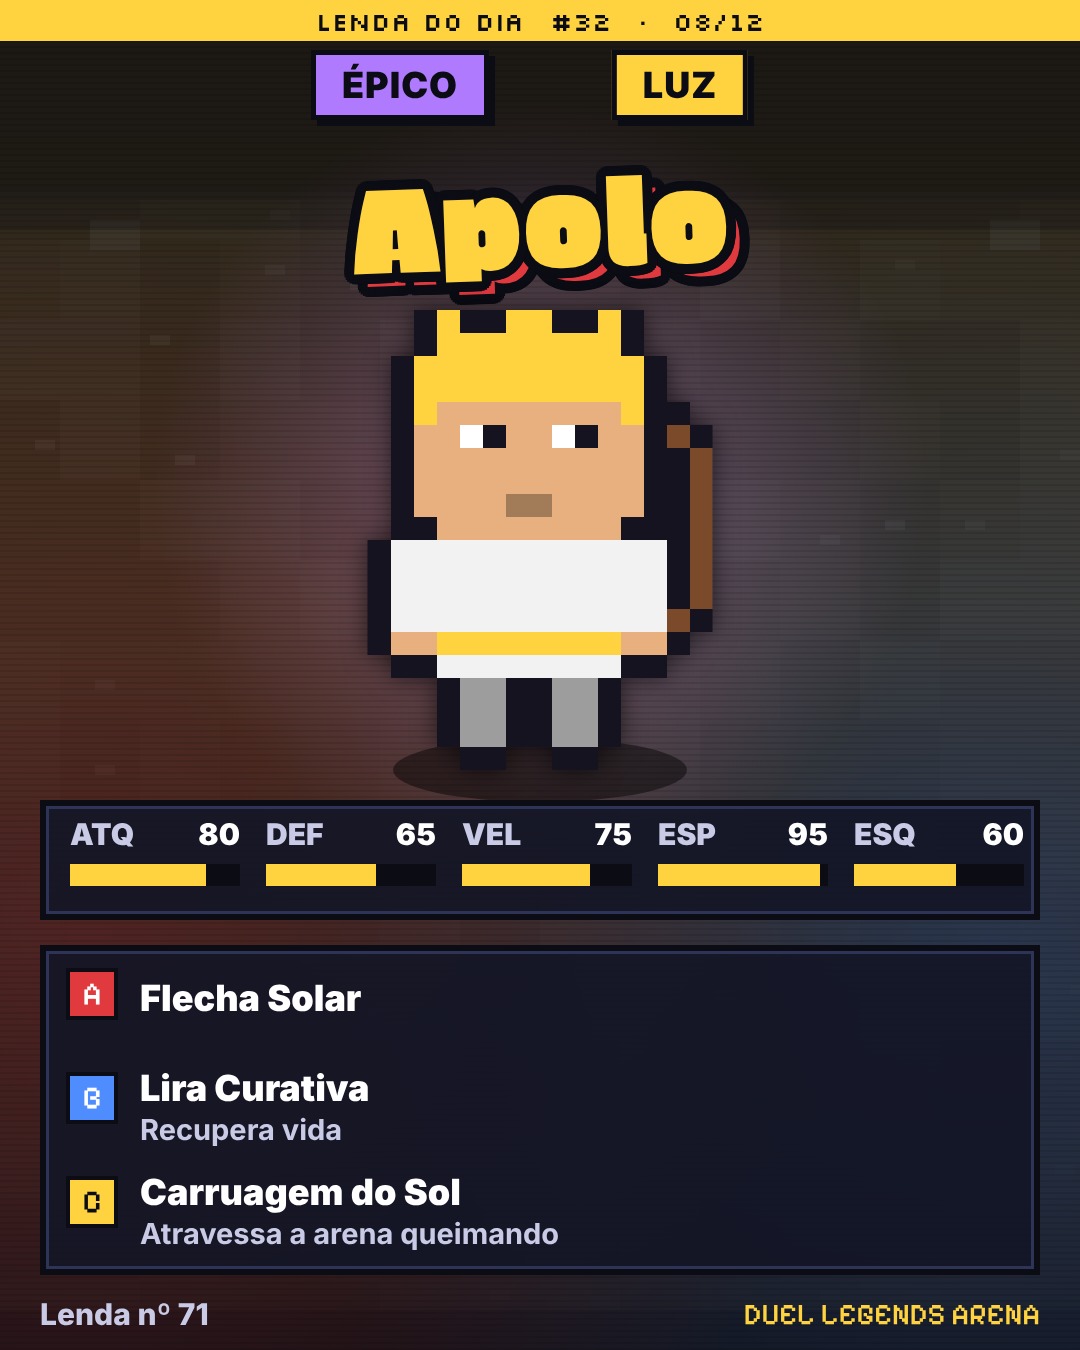 LENDA DO DIA #32 · 08/12
ÉPICO LUZ
Apolo
ATQ 80 DEF 65 VEL 75 ESP 95 ESQ 60
A Flecha Solar
B Lira Curativa
Recupera vida
C Carruagem do Sol
Atravessa a arena queimando
Lenda nº 71 DUEL LEGENDS ARENA